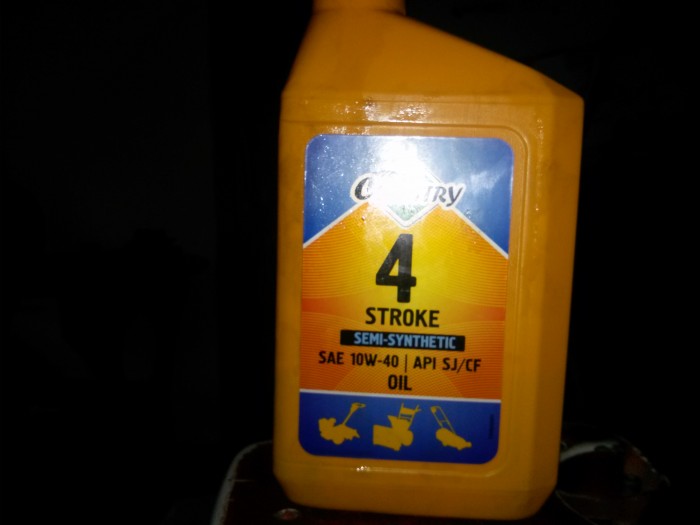 4
STROKE
SEMI-SYNTHETIC
SAE 10W-40 | API SJ/CF
OIL